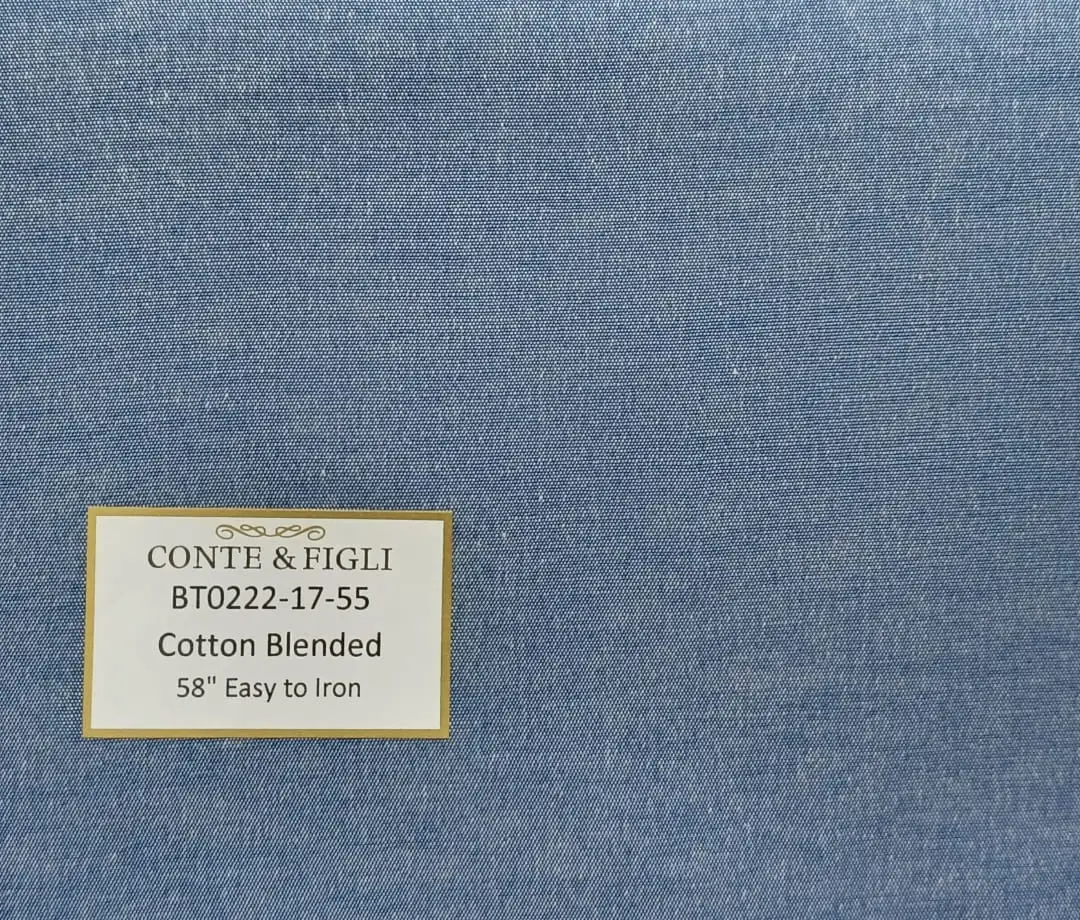 CONTE & FIGLI
BT0222-17-55
Cotton Blended
58" Easy to Iron